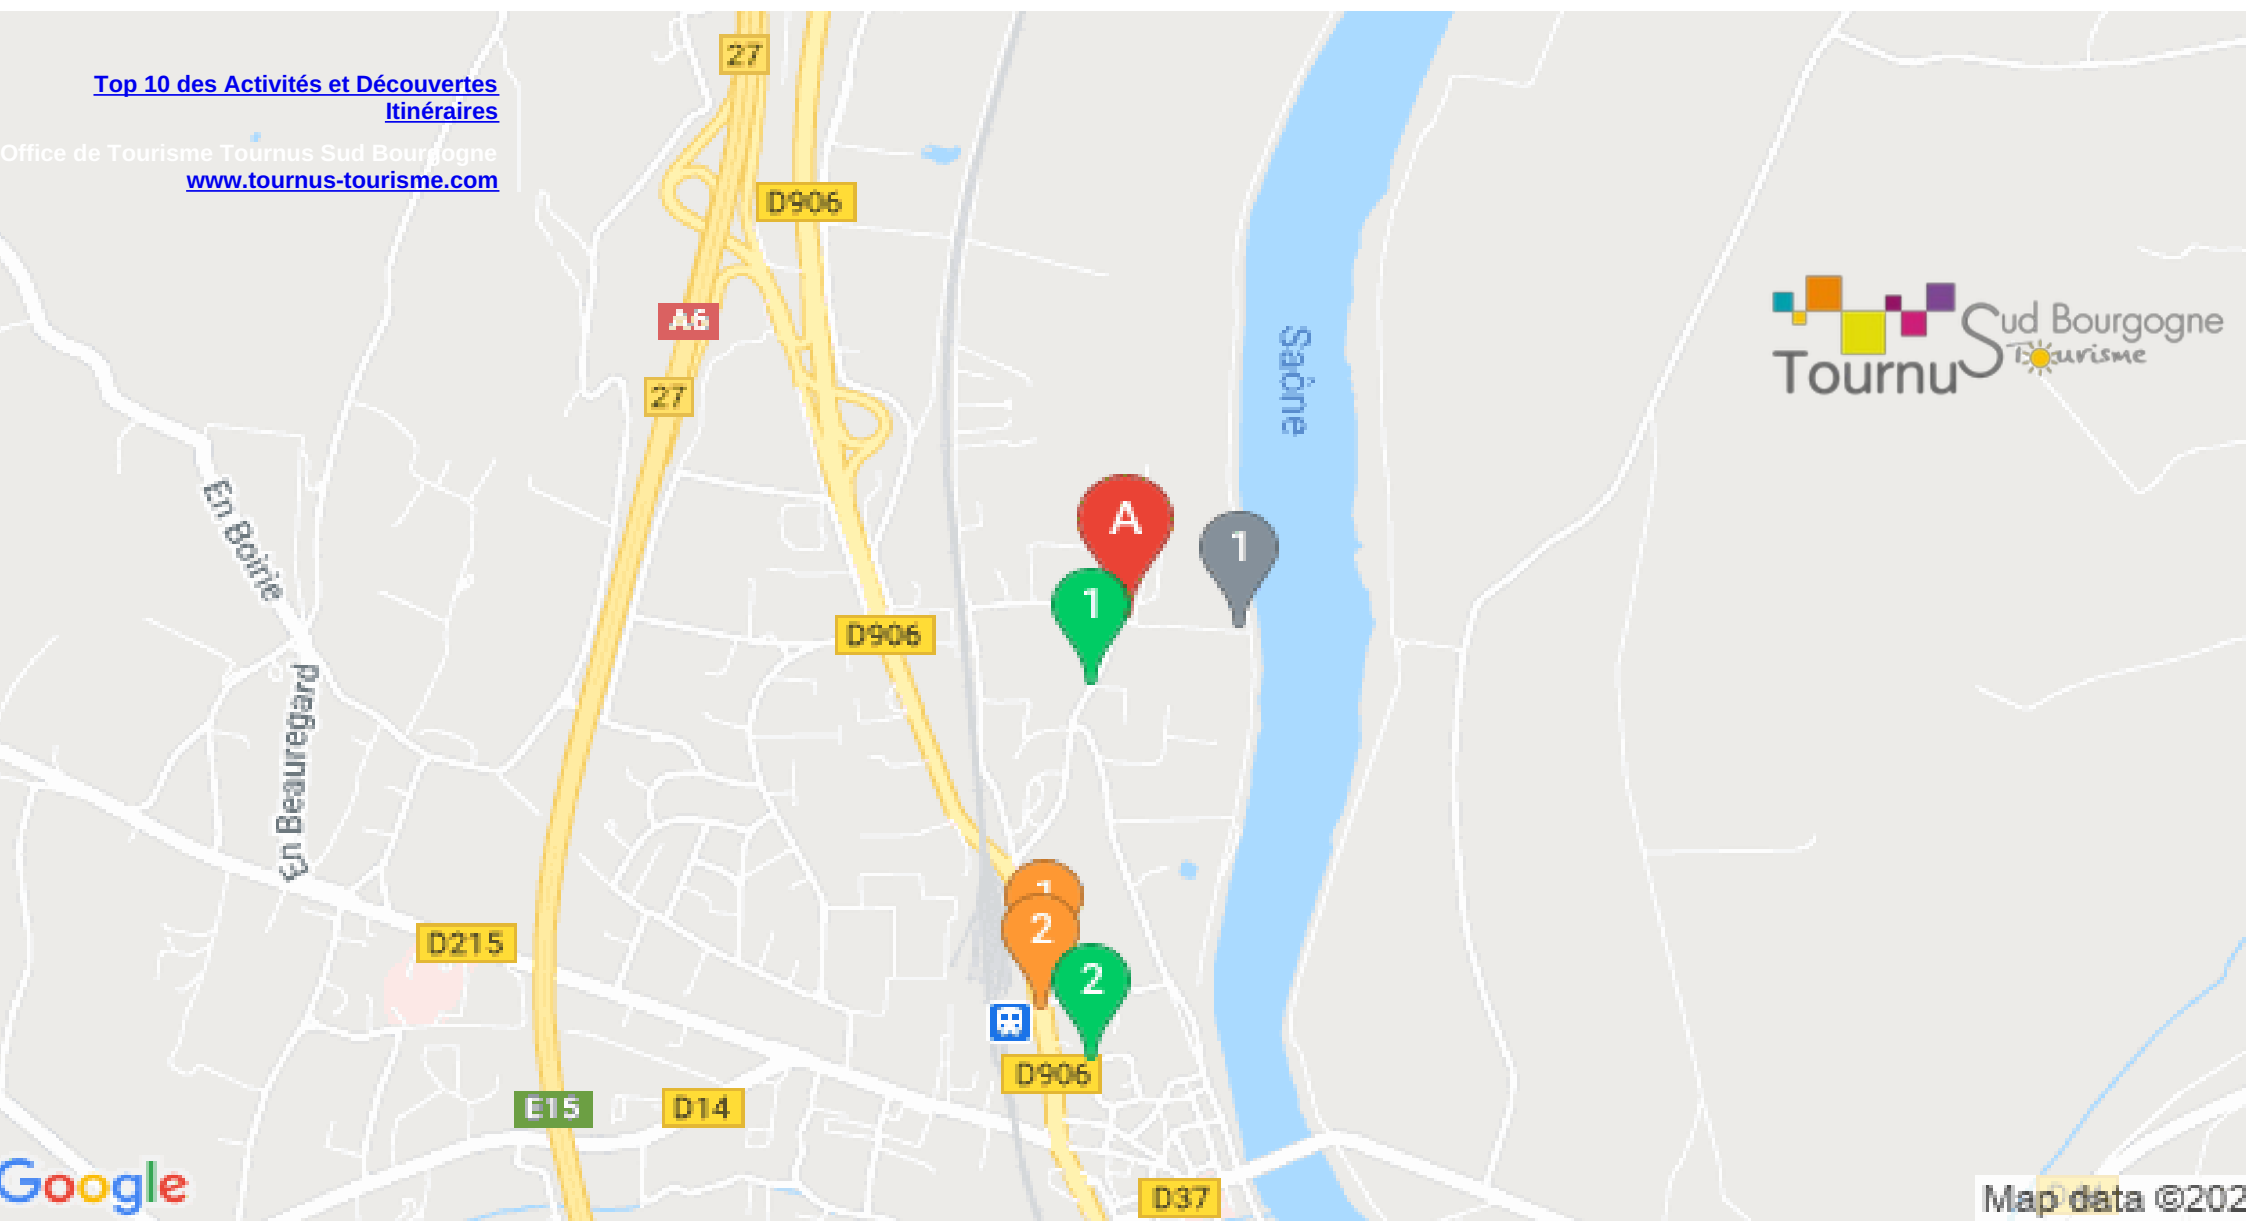 Top 10 des Activités et Découvertes
Itinéraires
Office de Tourisme Tournus Sud Bourgogne
www.tournus-tourisme.com
27
D906
A6
27
Saône
Sud Bourgogne
Tourisme
Tournus
En Boirie
A
1
1
D906
En Beauregard
1
2
D215
2
D906
E15
D14
D37
Google
Map data ©202